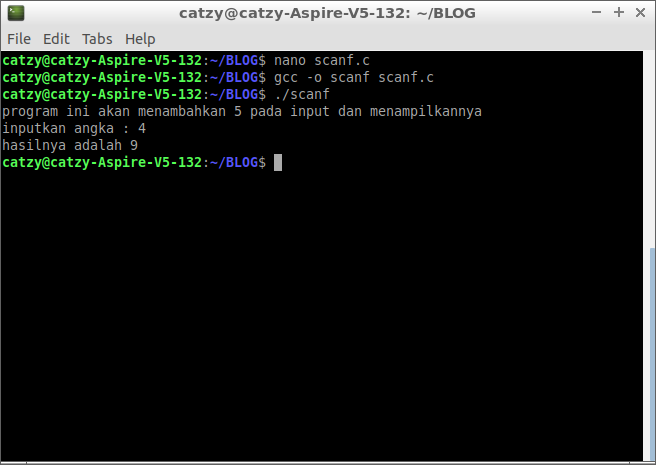 catzy@catzy-Aspire-V5-132: ~/BLOG
File Edit Tabs Help
catzy@catzy-Aspire-V5-132:~/BLOG$ nano scanf.c
catzy@catzy-Aspire-V5-132:~/BLOG$ gcc -o scanf scanf.c
catzy@catzy-Aspire-V5-132:~/BLOG$ ./scanf
program ini akan menambahkan 5 pada input dan menampilkannya
inputkan angka : 4
hasilnya adalah 9
catzy@catzy-Aspire-V5-132:~/BLOG$